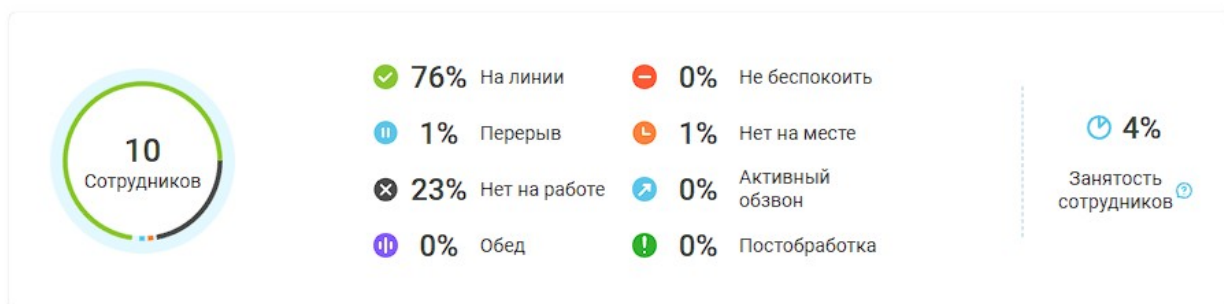 10
Сотрудников
76% На линии
1% Перерыв
23% Нет на работе
0% Обед
0% Не беспокоить
1% Нет на месте
0% Активный
обзвон
0% Постобработка
4%
Занятость
сотрудников